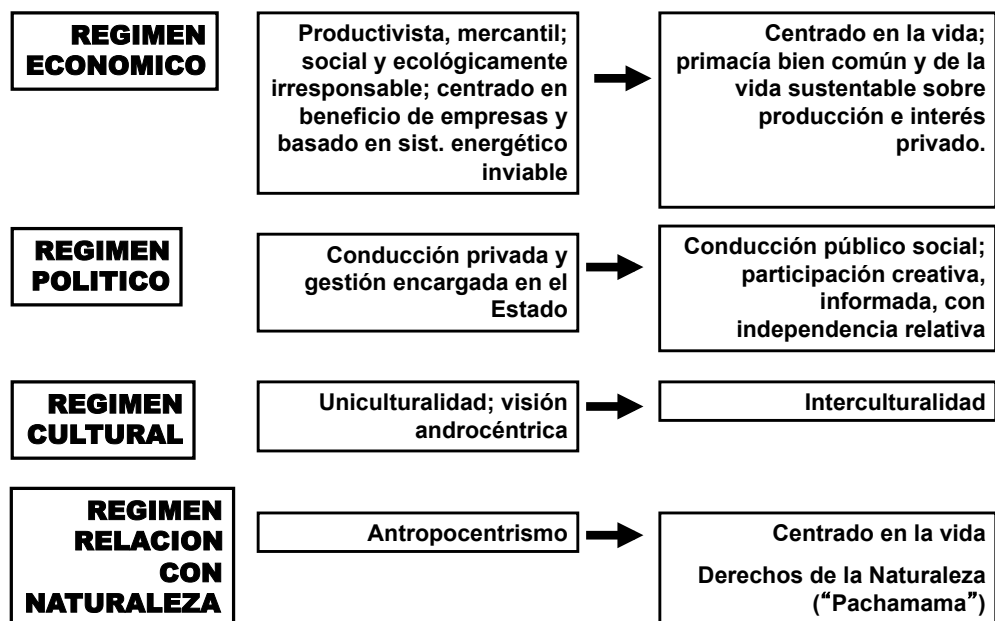 REGIMEN
ECONOMICO
Productivista, mercantil;
social y ecológicamente
irresponsable; centrado en
beneficio de empresas y
basado en sist. energético
inviable
Centrado en la vida;
primacía bien común y de la
vida sustentable sobre
producción e interés
privado.
REGIMEN
POLITICO
Conducción privada y
gestión encargada en el
Estado
Conducción público social;
participación creativa,
informada, con
independencia relativa
REGIMEN
CULTURAL
Uniculturalidad; visión
androcéntrica
Interculturalidad
REGIMEN
RELACION
CON
NATURALEZA
Antropocentrismo
Centrado en la vida
Derechos de la Naturaleza
(“Pachamama”)